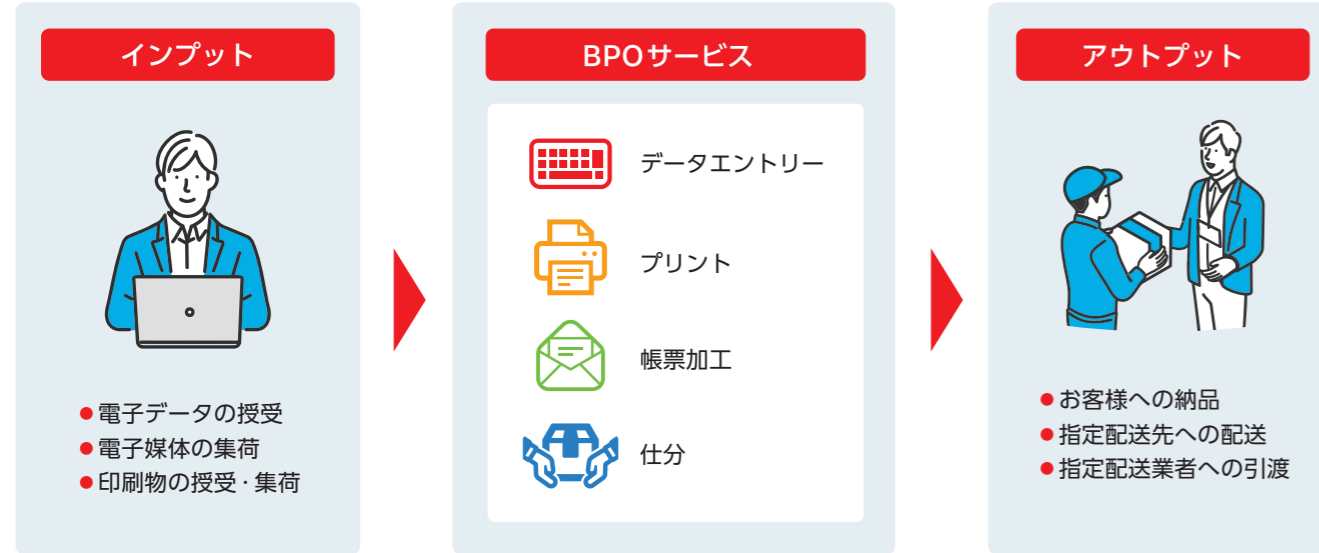 インプット
●電子データの授受
●電子媒体の集荷
●印刷物の授受・集荷
BPOサービス
データエントリー
プリント
帳票加工
仕分
アウトプット
●お客様への納品
●指定配送先への配送
●指定配送業者への引渡